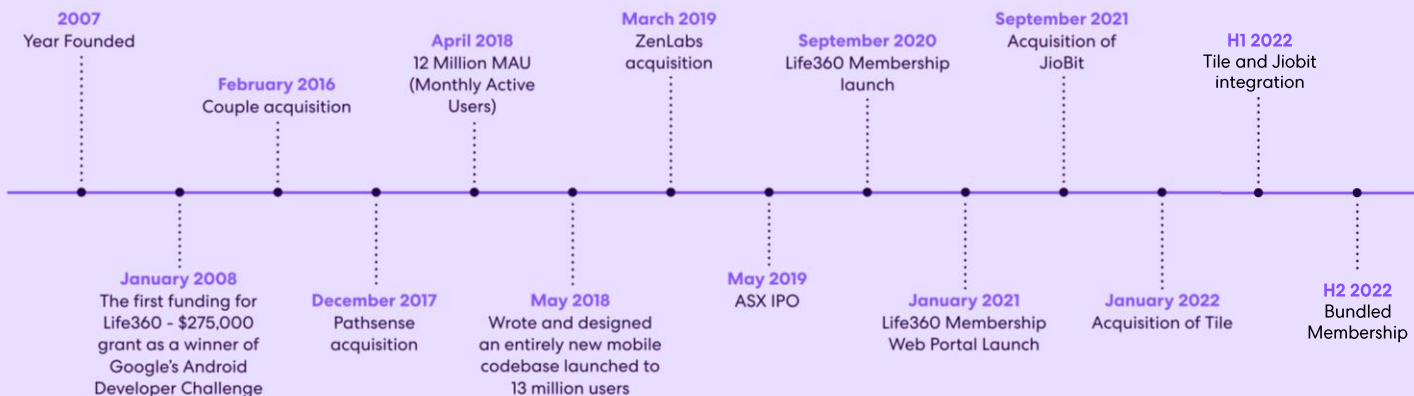 2007
Year Founded
January 2008
The first funding for
Life360 - $275,000
grant as a winner of
Google's Android
Developer Challenge
February 2016
Couple acquisition
December 2017
Pathsense
acquisition
April 2018
12 Million MAU
(Monthly Active
Users)
May 2018
Wrote and designed
an entirely new mobile
codebase launched to
13 million users
March 2019
ZenLabs
acquisition
May 2019
ASX IPO
September 2020
Life360 Membership
launch
January 2021
Life360 Membership
Web Portal Launch
September 2021
Acquisition of
JioBit
January 2022
Acquisition of Tile
H1 2022
Tile and Jiobit
integration
H2 2022
Bundled
Membership